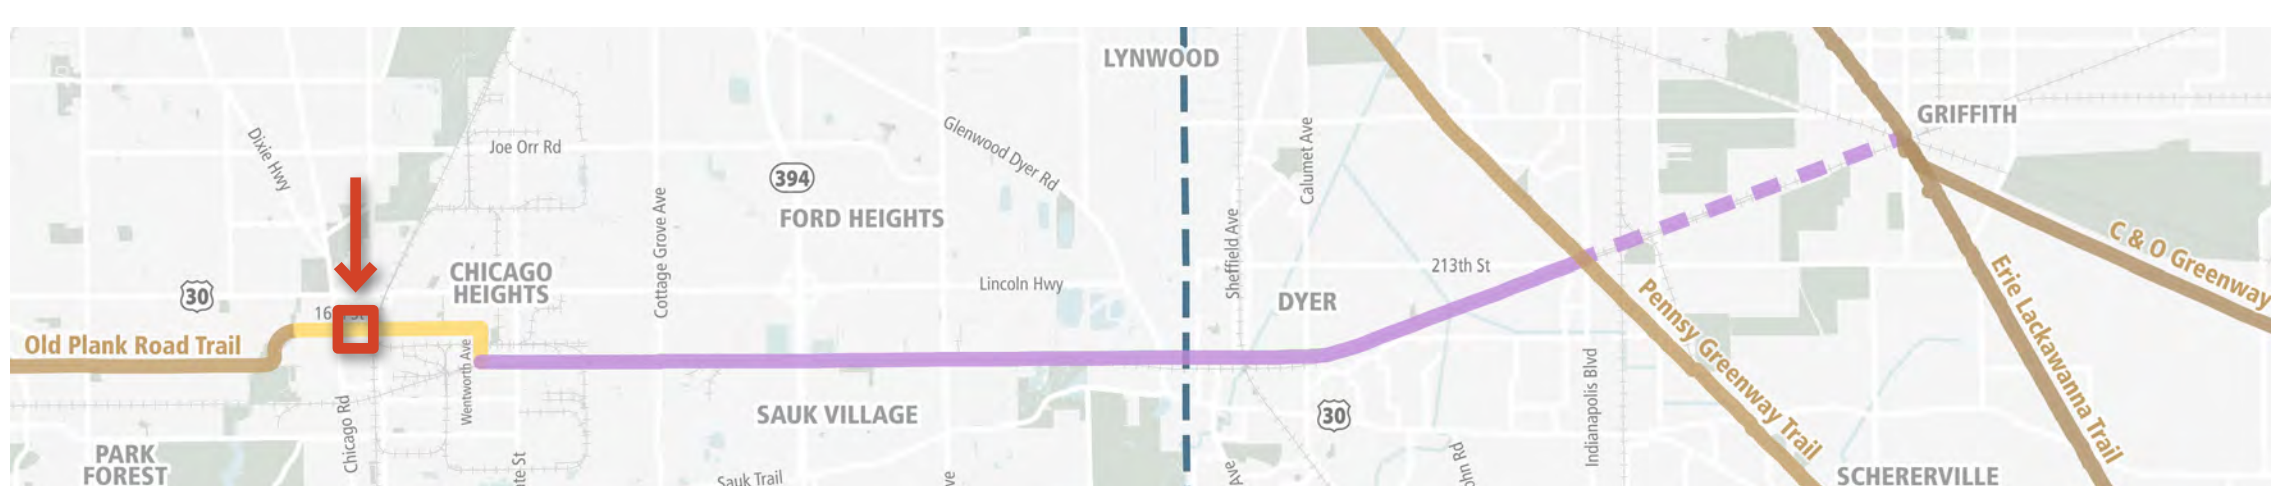 LYNWOOD
GRIFFITH
Dixie Hwy
Joe Orr Rd
Glenwood Dyer Rd
Calumet Ave
394
FORD HEIGHTS
Cottage Grove Ave
Sheffield Ave
C & O Greenway
CHICAGO
HEIGHTS
30
Lincoln Hwy
213th St
DYER
Erie Lackawanna Trail
Pennsy Greenway Trail
Old Plank Road Trail
Wentworth Ave
Indianapolis Blvd
Chicago Rd
SAUK VILLAGE
30
PARK
FOREST
Sauk Trail
Ave
SCHERERVILLE